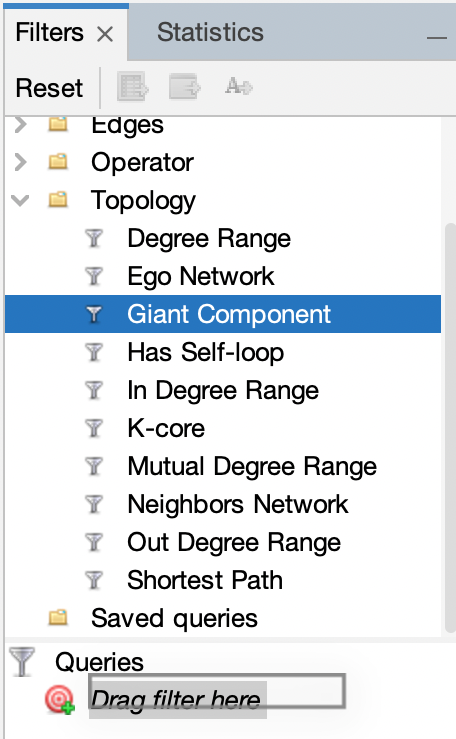 Filters Statistics
Reset
Edges
Operator
Topology
Degree Range
Ego Network
Giant Component
Has Self-loop
In Degree Range
K-core
Mutual Degree Range
Neighbors Network
Out Degree Range
Shortest Path
Saved queries
Queries
Drag filter here